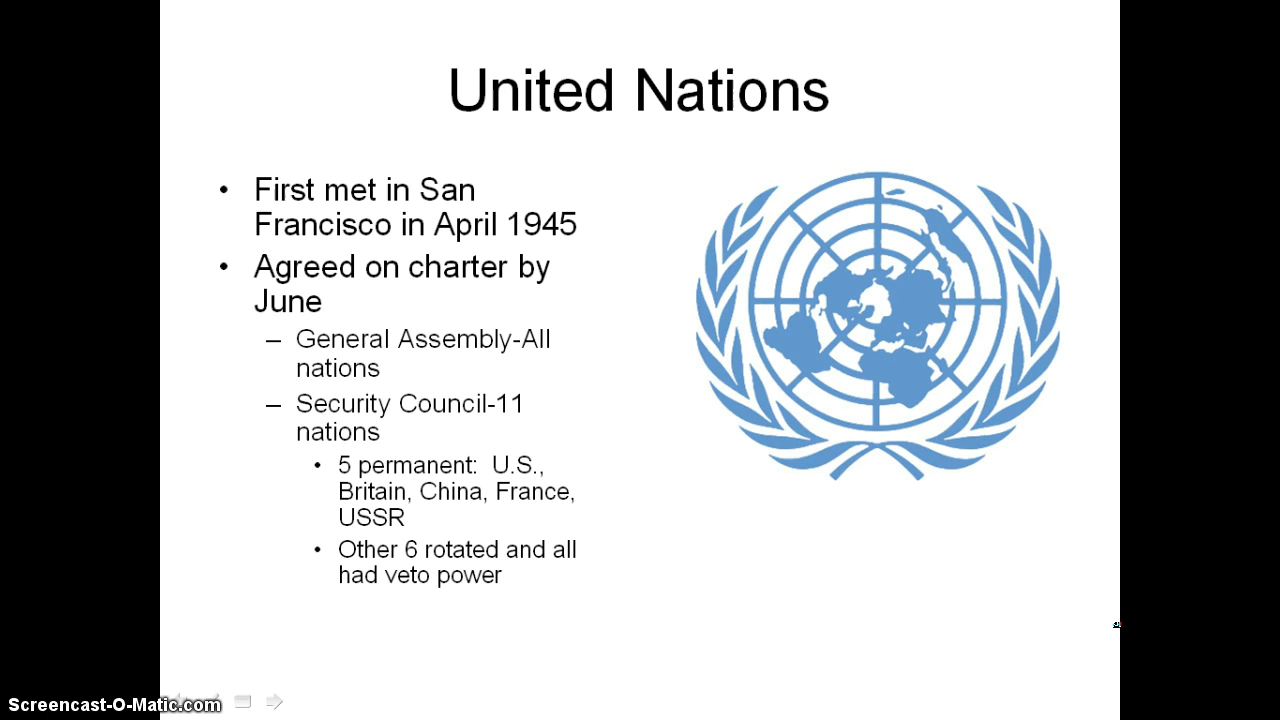 United Nations
• First met in San
Francisco in April 1945
• Agreed on charter by
June
– General Assembly-All
nations
– Security Council-11
nations
• 5 permanent:  U.S.,
Britain, China, France,
USSR
• Other 6 rotated and all
had veto power
Screencast-O-Matic.com